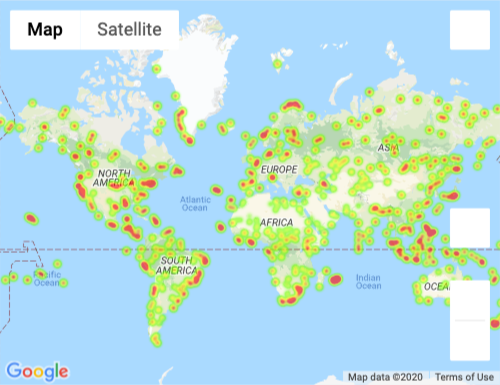 Map Satellite
ASIA
EUROPE
NORTH
AMERICA
Atlantic
Ocean
AFRICA
SOUTH
AMERICA
Pacific
Ocean
Indian
Ocean
OCEA
Google
Map data ©2020 Terms of Use